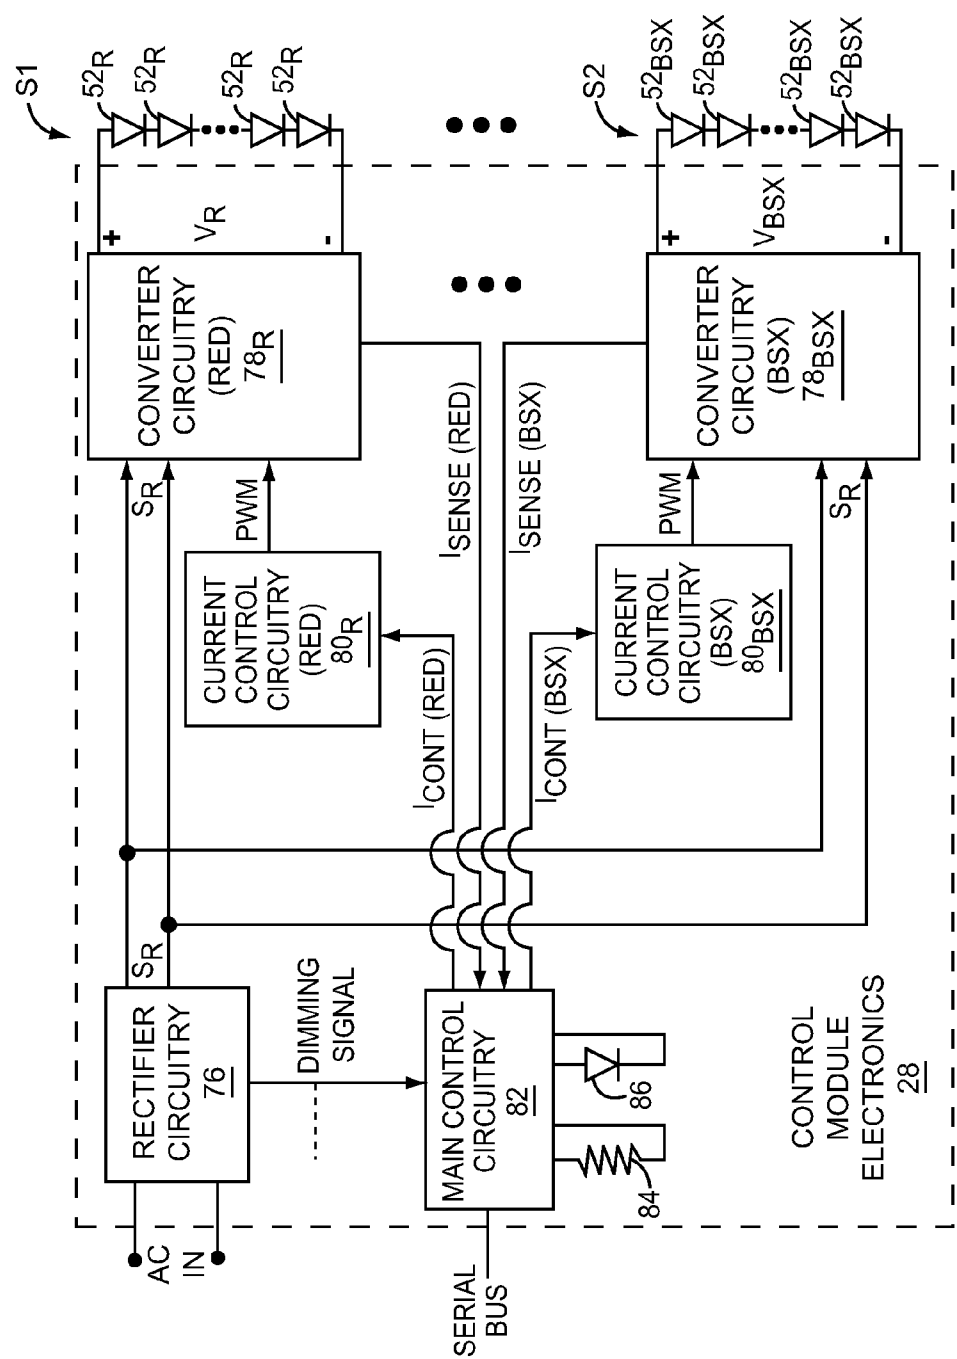 S1
52R
52R
52R
52R
S2
52BSX
52BSX
52BSX
52BSX
+
VR
-
+
VBSX
-
CONVERTER
CIRCUITRY
(RED)
78R
CONVERTER
CIRCUITRY
(BSX)
78BSX
SR
PWM
ISENSE (RED)
ISENSE (BSX)
PWM
SR
CURRENT
CONTROL
CIRCUITRY
(RED)
80R
CURRENT
CONTROL
CIRCUITRY
(BSX)
80BSX
ICONT (RED)
ICONT (BSX)
SR
RECTIFIER
CIRCUITRY
76
DIMMING
SIGNAL
MAIN CONTROL
CIRCUITRY
82
86
84
CONTROL
MODULE
ELECTRONICS
28
AC
IN
SERIAL
BUS